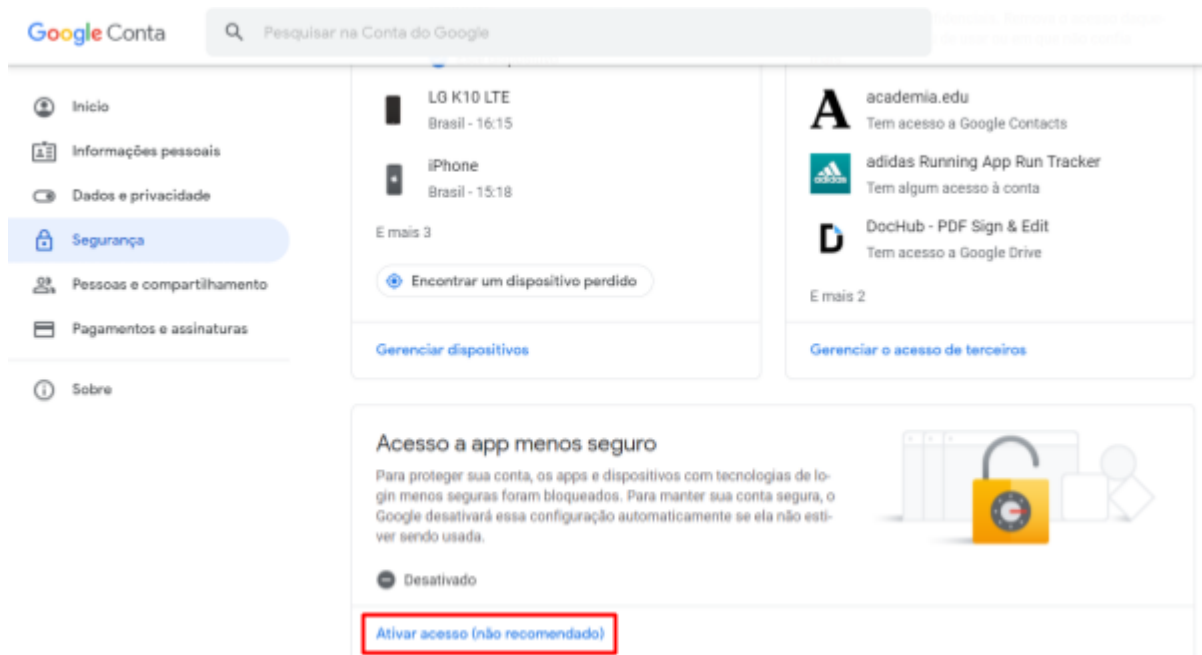 Google Conta
Pesquisar na Conta do Google
Início
Informações pessoais
Dados e privacidade
Segurança
Pessoas e compartilhamento
Pagamentos e assinaturas
Sobre
LG K10 LTE
Brasil - 16:15
iPhone
Brasil - 15:18
E mais 3
Encontrar um dispositivo perdido
Gerenciar dispositivos
A
academia.edu
Tem acesso a Google Contacts
adidas
adidas Running App Run Tracker
Tem algum acesso à conta
DocHub - PDF Sign & Edit
Tem acesso a Google Drive
E mais 2
Gerenciar o acesso de terceiros
Acesso a app menos seguro
Para proteger sua conta, os apps e dispositivos com tecnologias de lo-
gin menos seguras foram bloqueados. Para manter sua conta segura, o
Google desativará essa configuração automaticamente se ela não esti-
ver sendo usada.
Desativado
Ativar acesso (não recomendado)